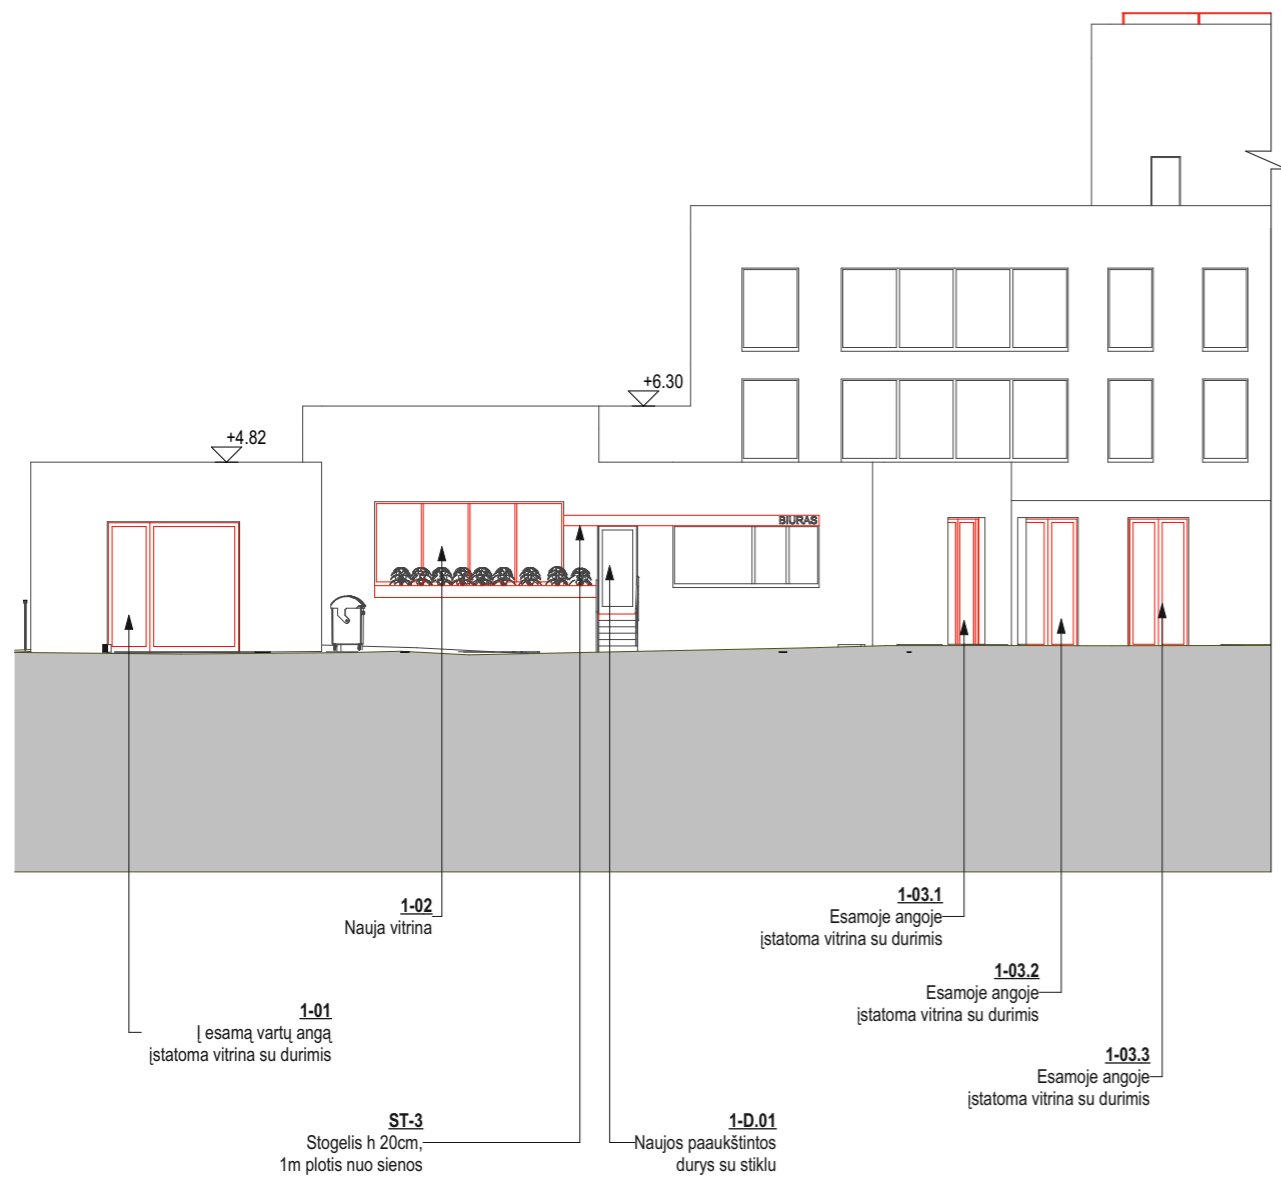 +6.30
+4.82
BIURAS
1-02
Nauja vitrina
1-03.1
Esamoje angoje
įstatoma vitrina su durimis
1-03.2
Esamoje angoje
įstatoma vitrina su durimis
1-01
Į esamą vartų angą
įstatoma vitrina su durimis
1-03.3
Esamoje angoje
įstatoma vitrina su durimis
ST-3
Stogelis h 20cm,
1m plotis nuo sienos
1-D.01
Naujos paaukštintos
durys su stiklu